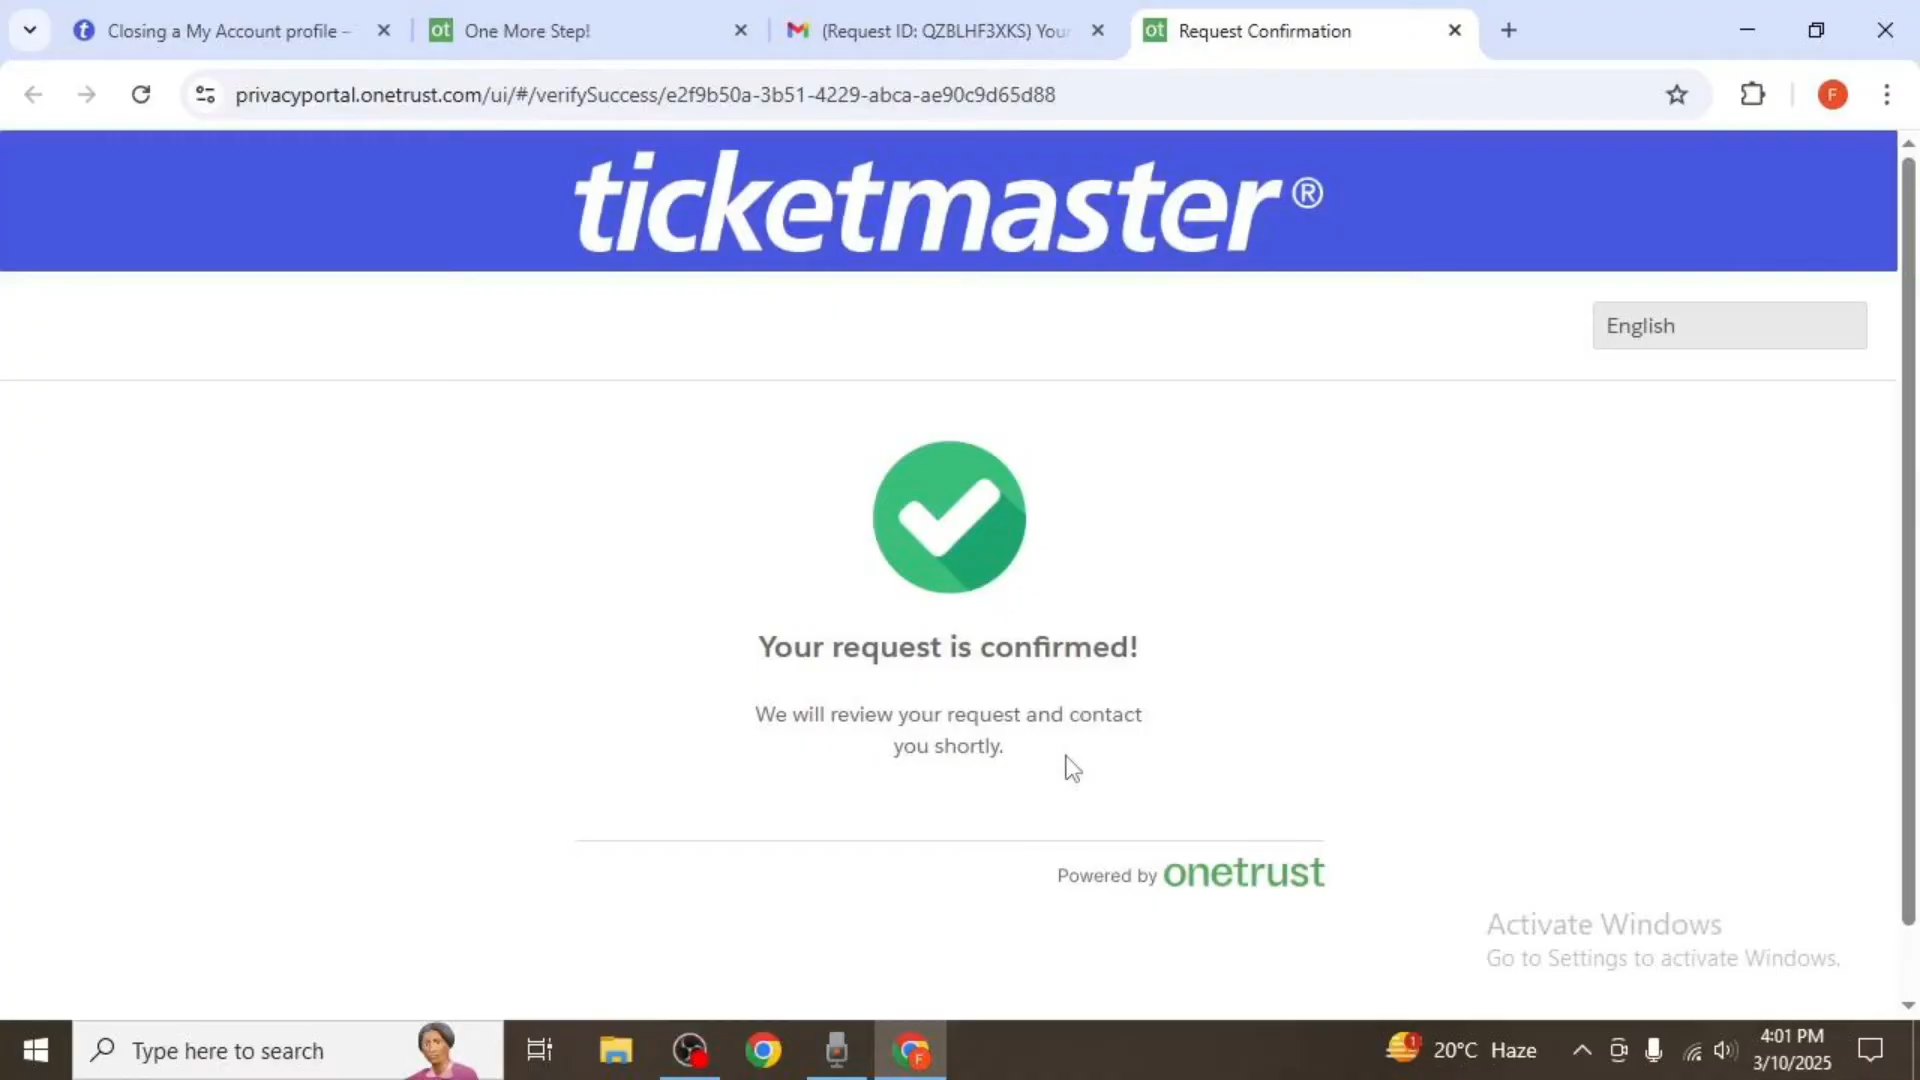 Closing a My Account profile –
ot One More Step!
(Request ID: QZBLHF3XKS) Your
ot Request Confirmation
privacyportal.onetrust.com/ui/#/verifySuccess/e2f9b50a-3b51-4229-abca-ae90c9d65d88
F
ticketmaster®
English
Your request is confirmed!
We will review your request and contact
you shortly.
Powered by onetrust
Activate Windows
Go to Settings to activate Windows.
Type here to search
F
1
20°C Haze
4:01 PM
3/10/2025